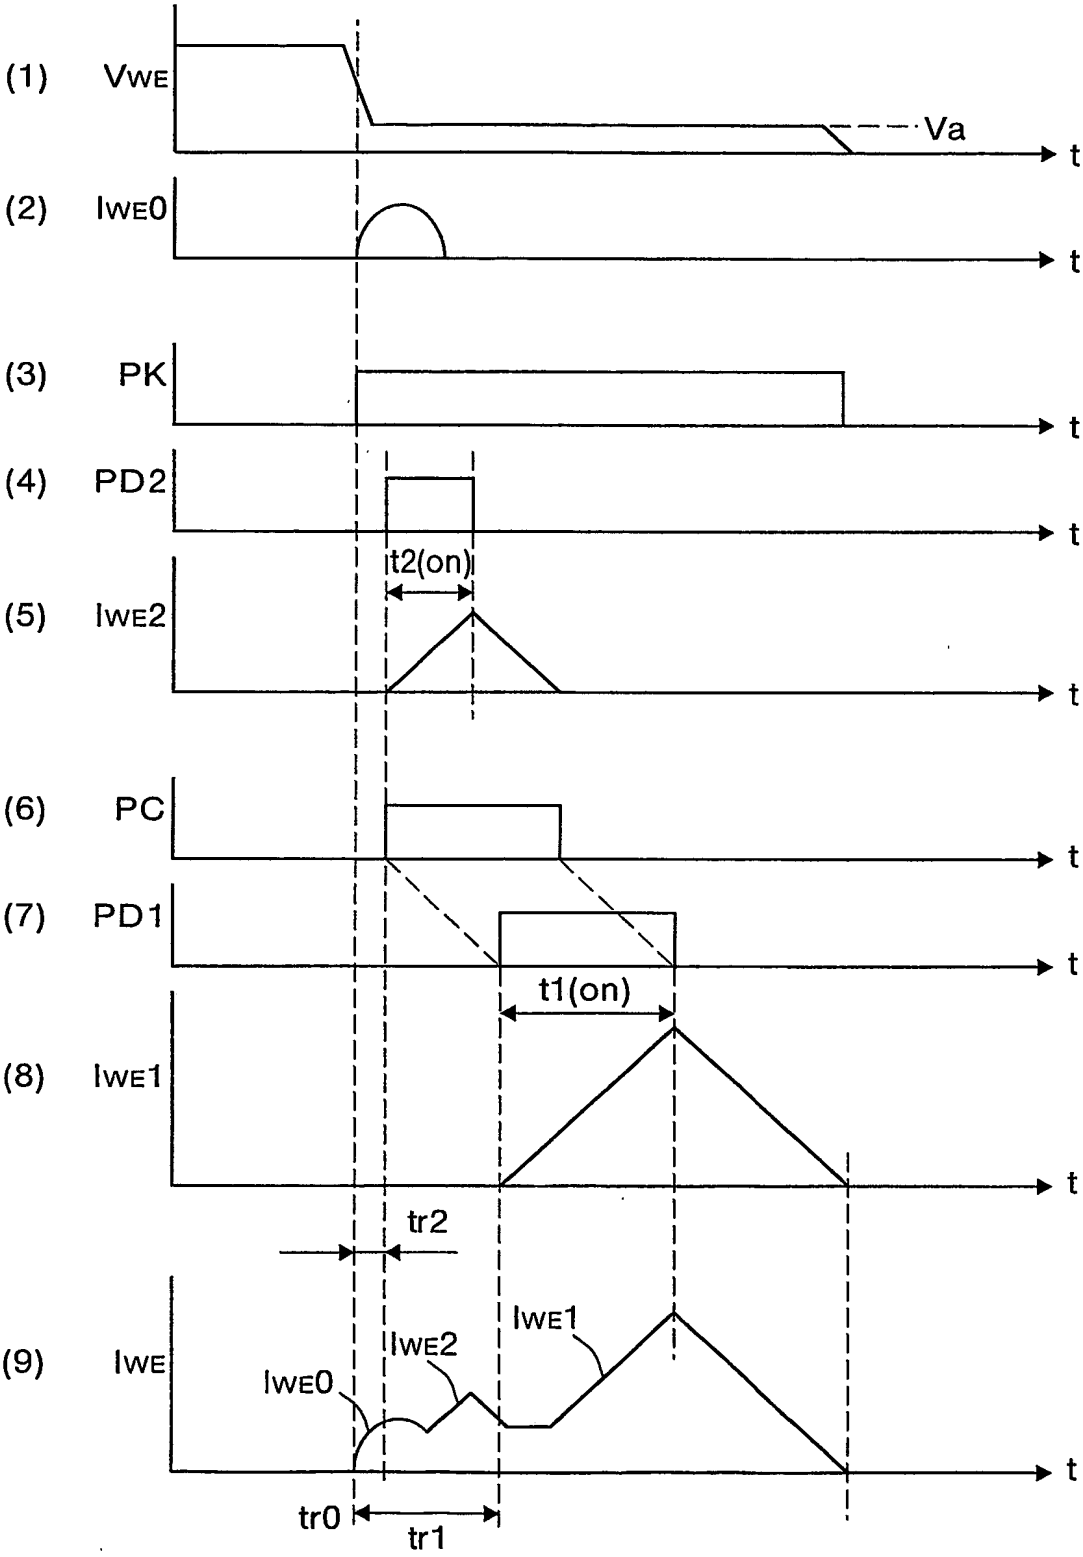 (1) VWE
Va
t
(2) IWE0
t
(3) PK
t
(4) PD2
t
t2(on)
(5) IWE2
t
(6) PC
t
(7) PD1
t
t1(on)
(8) IWE1
t
tr2
(9) IWE
IWE0
IWE2
IWE1
t
tr0
tr1